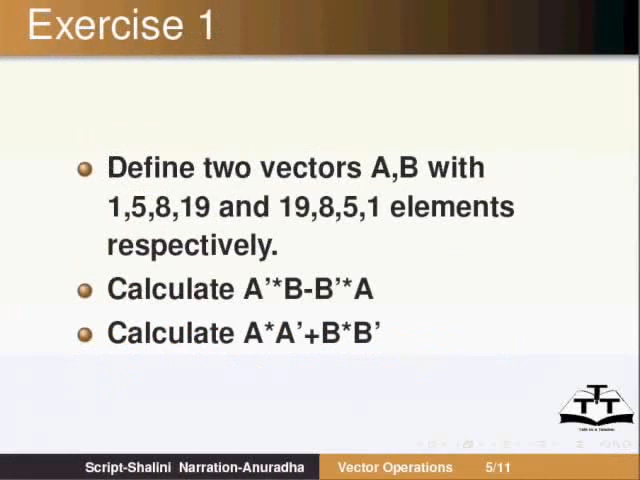 Exercise 1
Define two vectors A,B with
1,5,8,19 and 19,8,5,1 elements
respectively.
Calculate A’*B-B’*A
Calculate A*A’+B*B’
TTT
Script-Shalini Narration-Anuradha Vector Operations 5/11